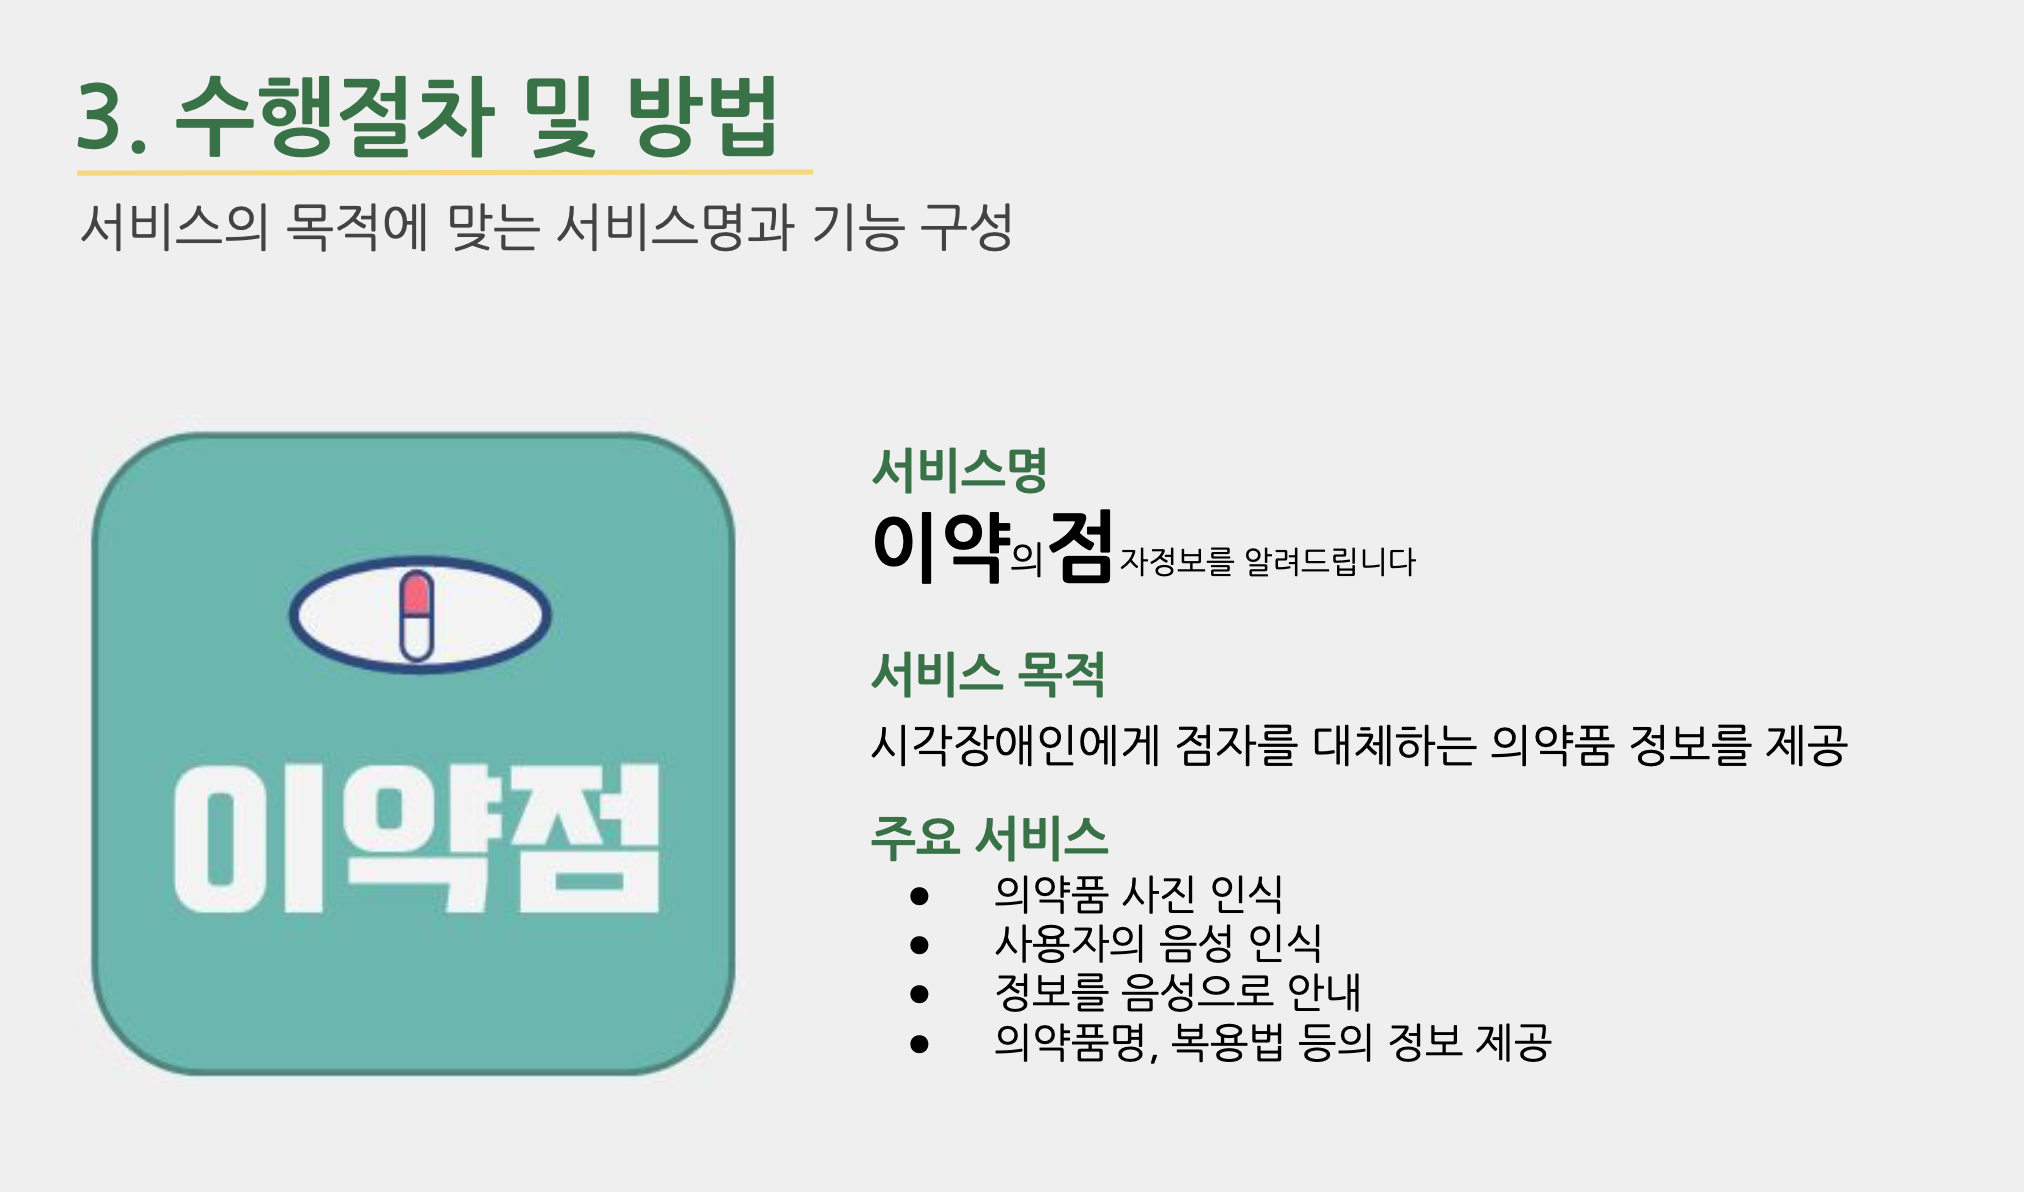 3. 수행절차 및 방법
서비스의 목적에 맞는 서비스명과 기능 구성
이약점
서비스명
이약의점자정보를 알려드립니다
서비스 목적
시각장애인에게 점자를 대체하는 의약품 정보를 제공
주요 서비스
● 의약품 사진 인식
● 사용자의 음성 인식
● 정보를 음성으로 안내
● 의약품명, 복용법 등의 정보 제공